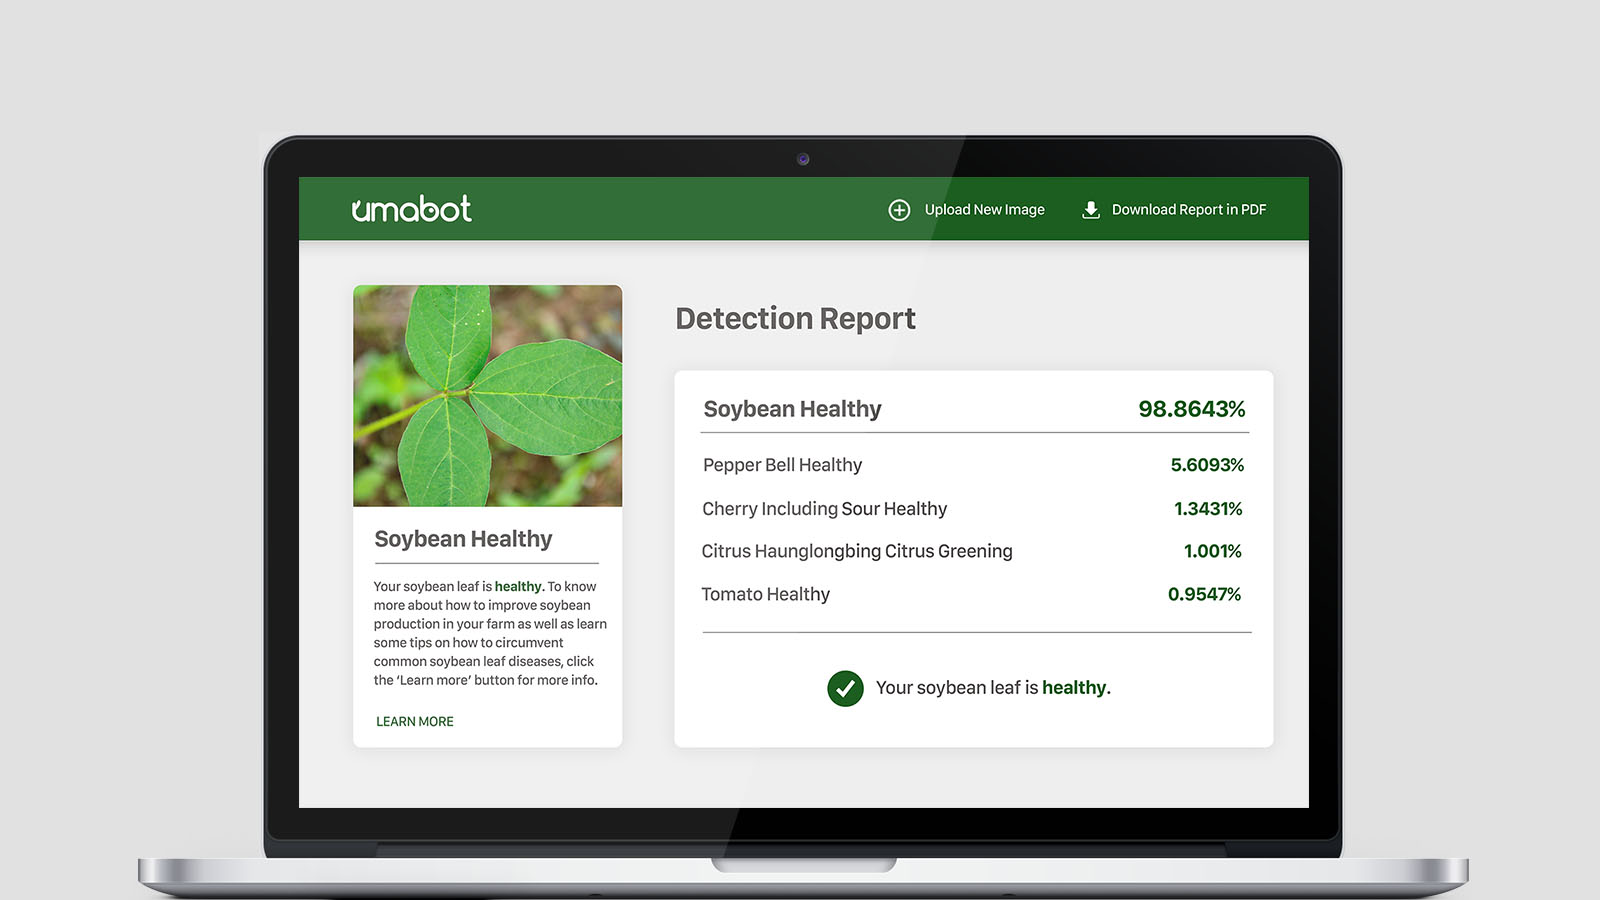 umabot
Upload New Image
Download Report in PDF
Soybean Healthy
Your soybean leaf is healthy. To know
more about how to improve soybean
production in your farm as well as learn
some tips on how to circumvent
common soybean leaf diseases, click
the ‘Learn more’ button for more info.
LEARN MORE
Detection Report
Soybean Healthy 98.8643%
Pepper Bell Healthy 5.6093%
Cherry Including Sour Healthy 1.3431%
Citrus Haunglongbing Citrus Greening 1.001%
Tomato Healthy 0.9547%
Your soybean leaf is healthy.